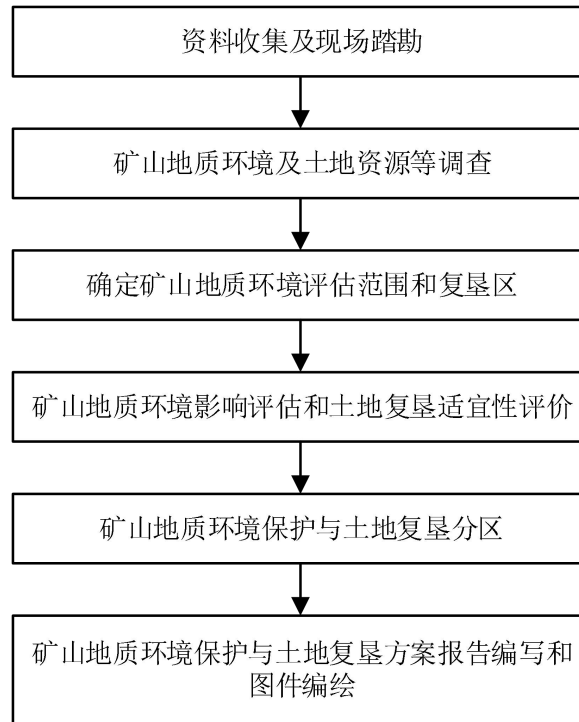 资料收集及现场踏勘
矿山地质环境及土地资源等调查
确定矿山地质环境评估范围和复垦区
矿山地质环境影响评估和土地复垦适宜性评价
矿山地质环境保护与土地复垦分区
矿山地质环境保护与土地复垦方案报告编写和
图件编绘